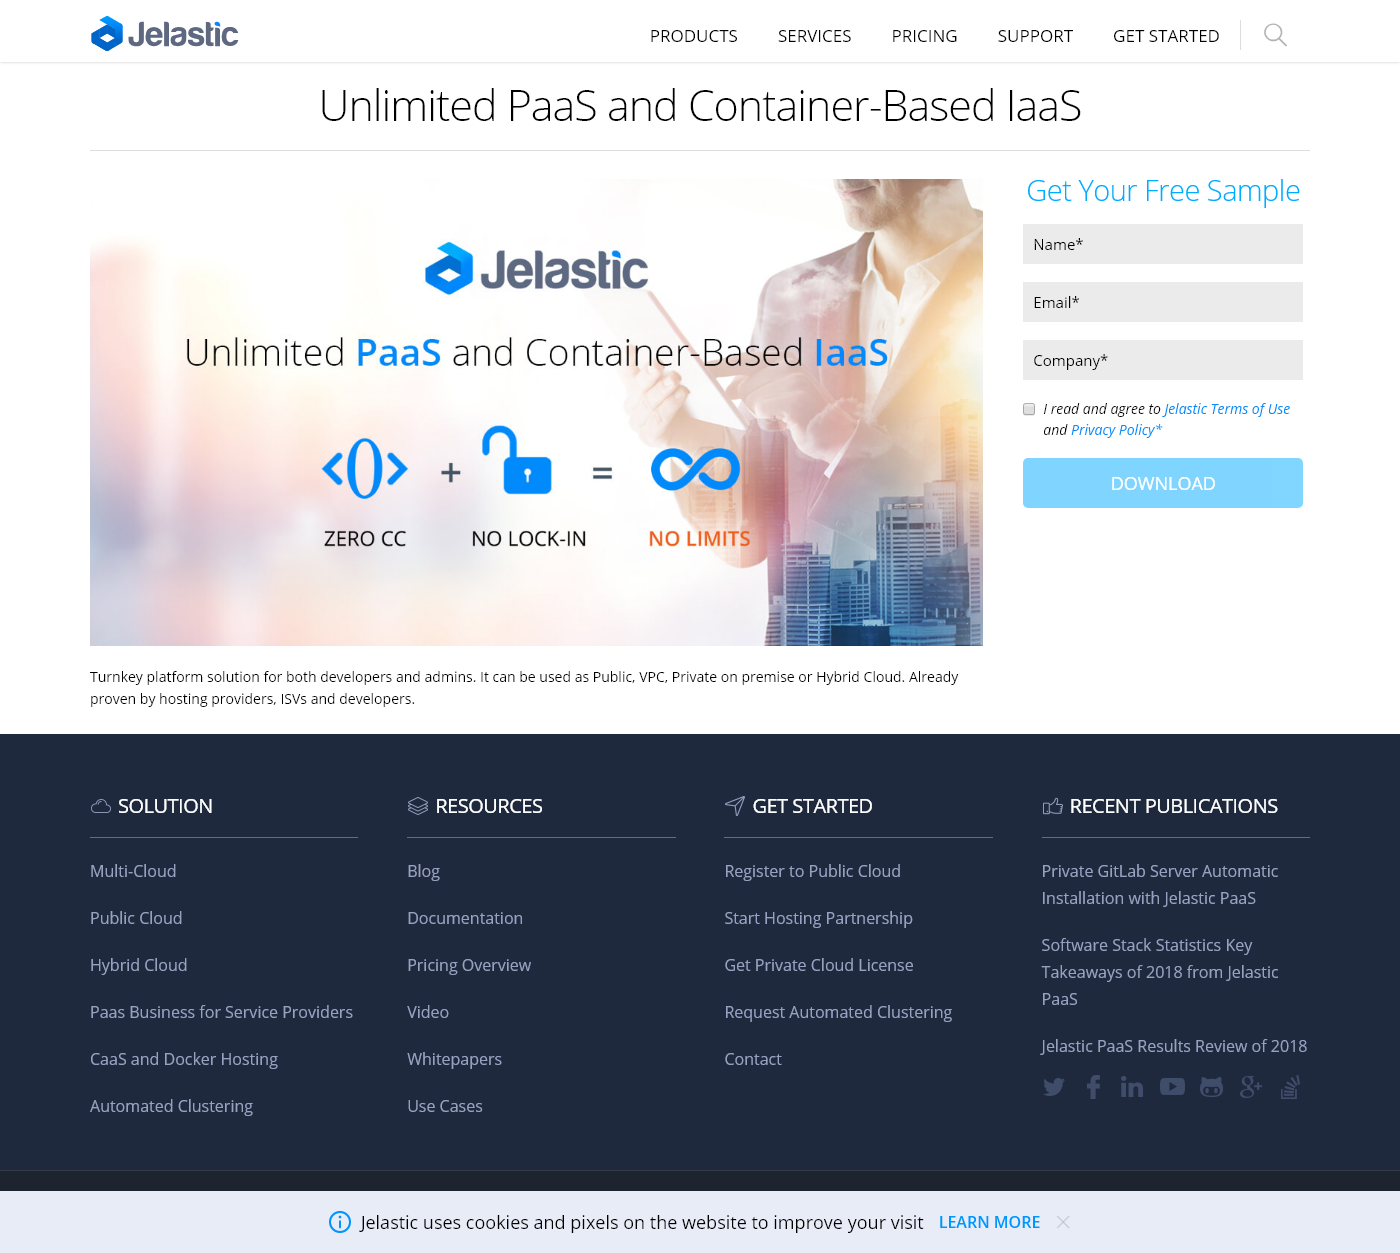 Jelastic
PRODUCTS
SERVICES
PRICING
SUPPORT
GET STARTED
Unlimited PaaS and Container-Based IaaS
Jelastic
Unlimited PaaS and Container-Based IaaS
+
=
ZERO CC
NO LOCK-IN
NO LIMITS
Get Your Free Sample
Name*
Email*
Company*
I read and agree to Jelastic Terms of Use
and Privacy Policy*
DOWNLOAD
Turnkey platform solution for both developers and admins. It can be used as Public, VPC, Private on premise or Hybrid Cloud. Already
proven by hosting providers, ISVs and developers.
SOLUTION
Multi-Cloud
Public Cloud
Hybrid Cloud
Paas Business for Service Providers
CaaS and Docker Hosting
Automated Clustering
RESOURCES
Blog
Documentation
Pricing Overview
Video
Whitepapers
Use Cases
GET STARTED
Register to Public Cloud
Start Hosting Partnership
Get Private Cloud License
Request Automated Clustering
Contact
RECENT PUBLICATIONS
Private GitLab Server Automatic
Installation with Jelastic PaaS
Software Stack Statistics Key
Takeaways of 2018 from Jelastic
PaaS
Jelastic PaaS Results Review of 2018
Jelastic uses cookies and pixels on the website to improve your visit LEARN MORE